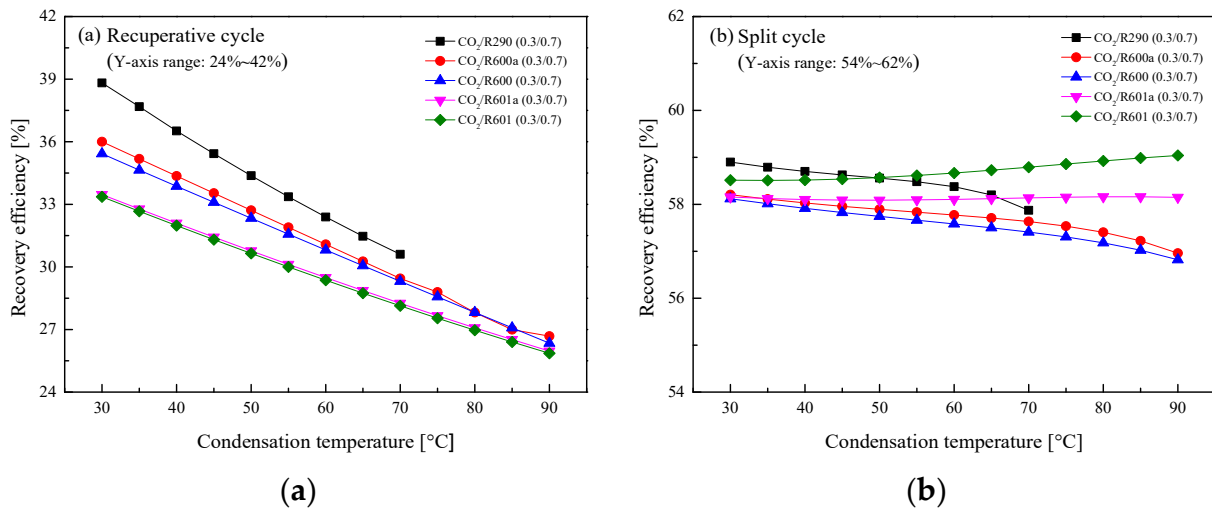 (a) Recuperative cycle
(Y-axis range: 24%~42%)
CO₂/R290 (0.3/0.7)
CO₂/R600a (0.3/0.7)
CO₂/R600 (0.3/0.7)
CO₂/R601a (0.3/0.7)
CO₂/R601 (0.3/0.7)
Recovery efficiency [%]
42
39
36
33
30
27
24
30 40 50 60 70 80 90
Condensation temperature [°C]
(a)
(b) Split cycle
(Y-axis range: 54%~62%)
CO₂/R290 (0.3/0.7)
CO₂/R600a (0.3/0.7)
CO₂/R600 (0.3/0.7)
CO₂/R601a (0.3/0.7)
CO₂/R601 (0.3/0.7)
Recovery efficiency [%]
62
60
58
56
54
30 40 50 60 70 80 90
Condensation temperature [°C]
(b)